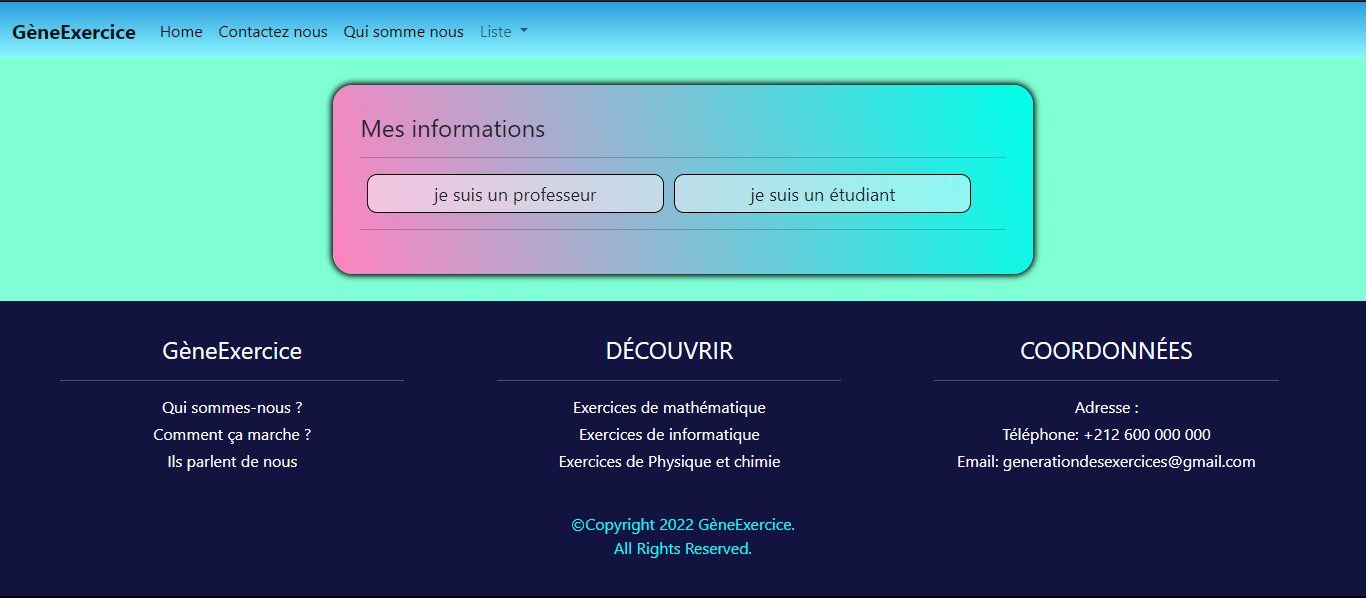 GèneExercice Home Contactez nous Qui somme nous Liste
Mes informations
je suis un professeur je suis un étudiant
GèneExercice
Qui sommes-nous ?
Comment ça marche ?
Ils parlent de nous
DÉCOUVRIR
Exercices de mathématique
Exercices de informatique
Exercices de Physique et chimie
COORDONNÉES
Adresse :
Téléphone: +212 600 000 000
Email: generationdesexercices@gmail.com
©Copyright 2022 GèneExercice.
All Rights Reserved.